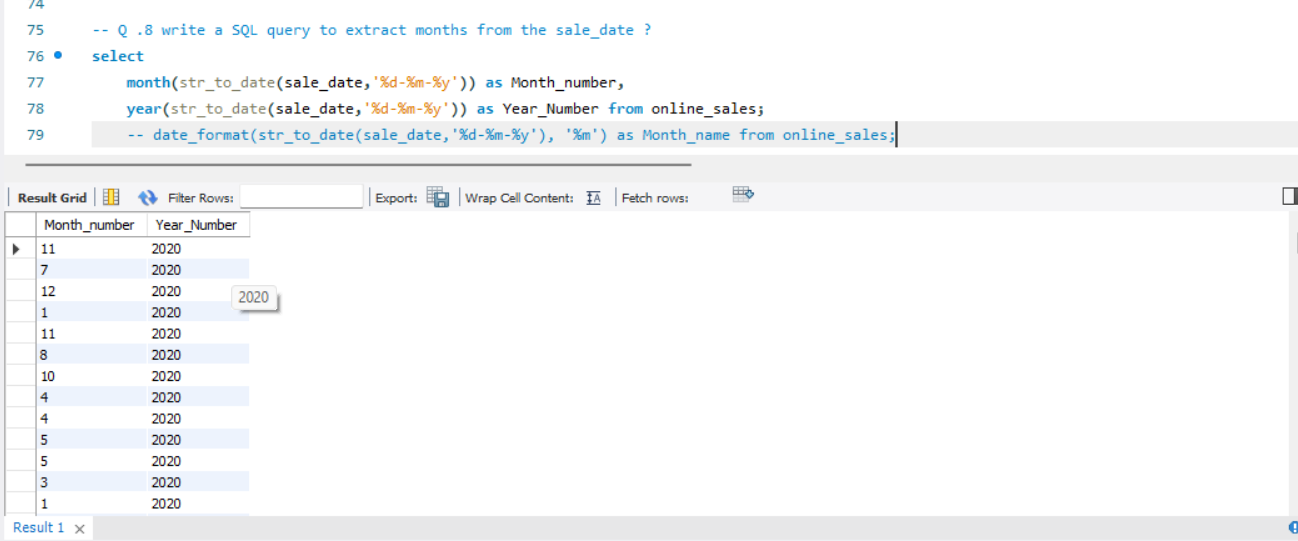 74
75 -- Q .8 write a SQL query to extract months from the sale_date ?
76 select
77 month(str_to_date(sale_date,'%d-%m-%y')) as Month_number,
78 year(str_to_date(sale_date,'%d-%m-%y')) as Year_Number from online_sales;
79 -- date_format(str_to_date(sale_date,'%d-%m-%y'), '%m') as Month_name from online_sales;
Result Grid Filter Rows: Export: Wrap Cell Content: IA Fetch rows:
Month_number Year_Number
11 2020
7 2020
12 2020
2020
1 2020
11 2020
8 2020
10 2020
4 2020
4 2020
5 2020
5 2020
3 2020
1 2020
Result 1